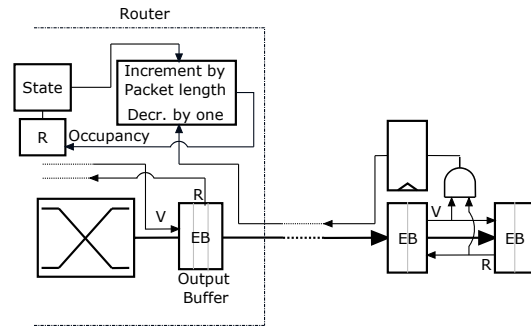 Router
State
Increment by
Packet length
Decr. by one
R
Occupancy
R
V
EB
Output
Buffer
V
EB
EB
R